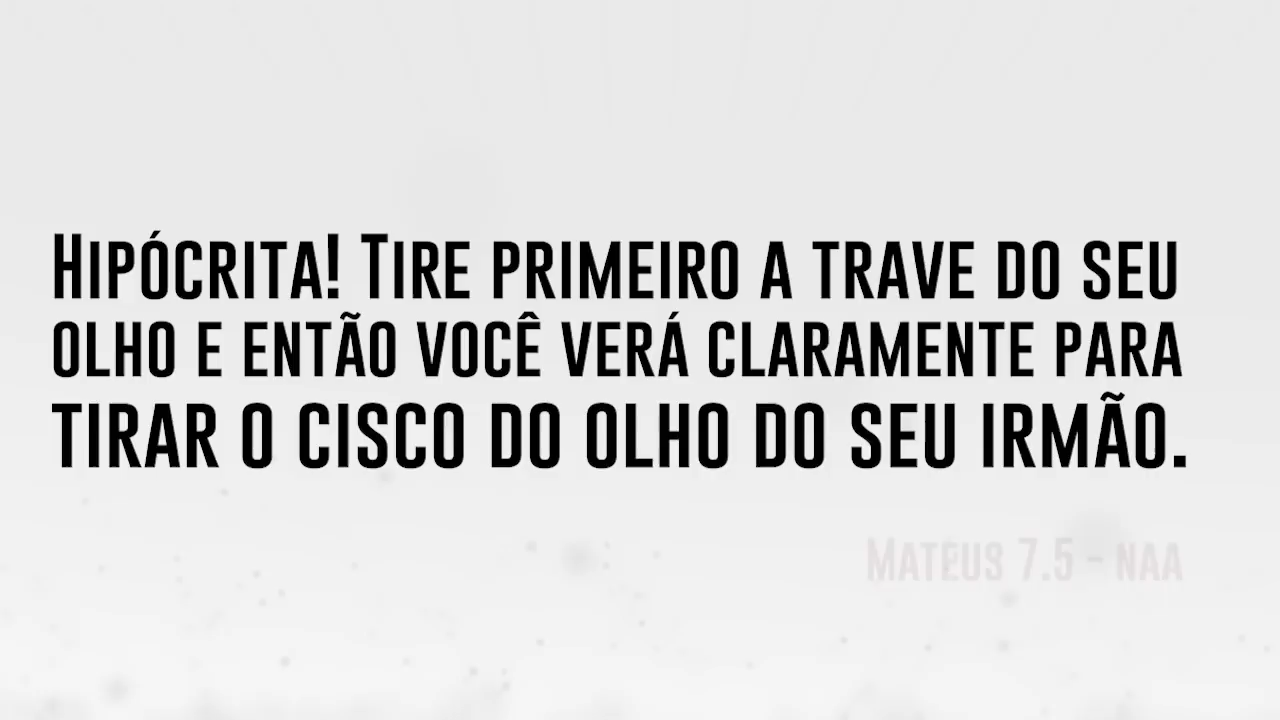 Hipócrita! Tire primeiro a trave do seu
olho e então você verá claramente para
tirar o cisco do olho do seu irmão.
Mateus 7.5 - NAA